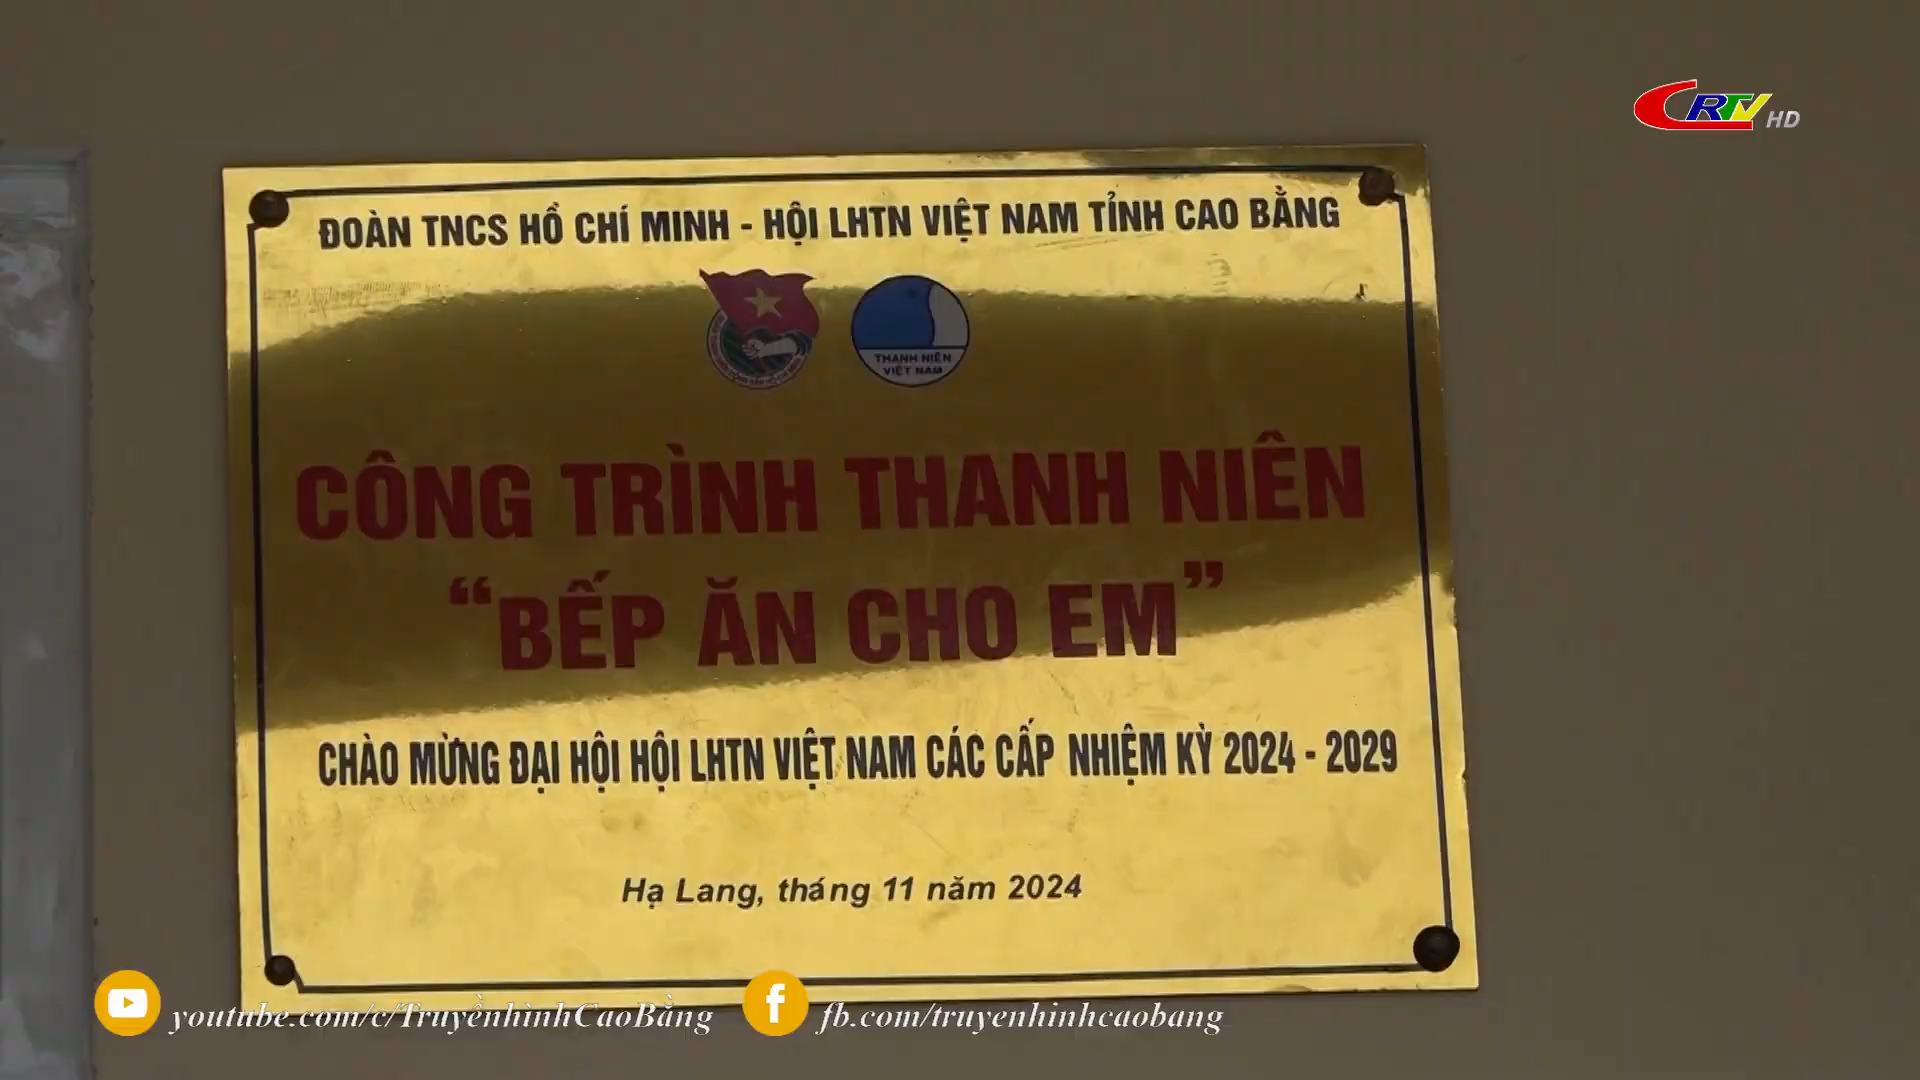 CRTV HD
ĐOÀN TNCS HỒ CHÍ MINH - HỘI LHTN VIỆT NAM TỈNH CAO BẰNG
THANH NIÊN
VIỆT NAM
CÔNG TRÌNH THANH NIÊN
“BẾP ĂN CHO EM”
CHÀO MỪNG ĐẠI HỘI HỘI LHTN VIỆT NAM CÁC CẤP NHIỆM KỲ 2024 - 2029
Hạ Lang, tháng 11 năm 2024
youtube.com/c/TruyềnhìnhCaoBằng
fb.com/truyenhinhcaobang